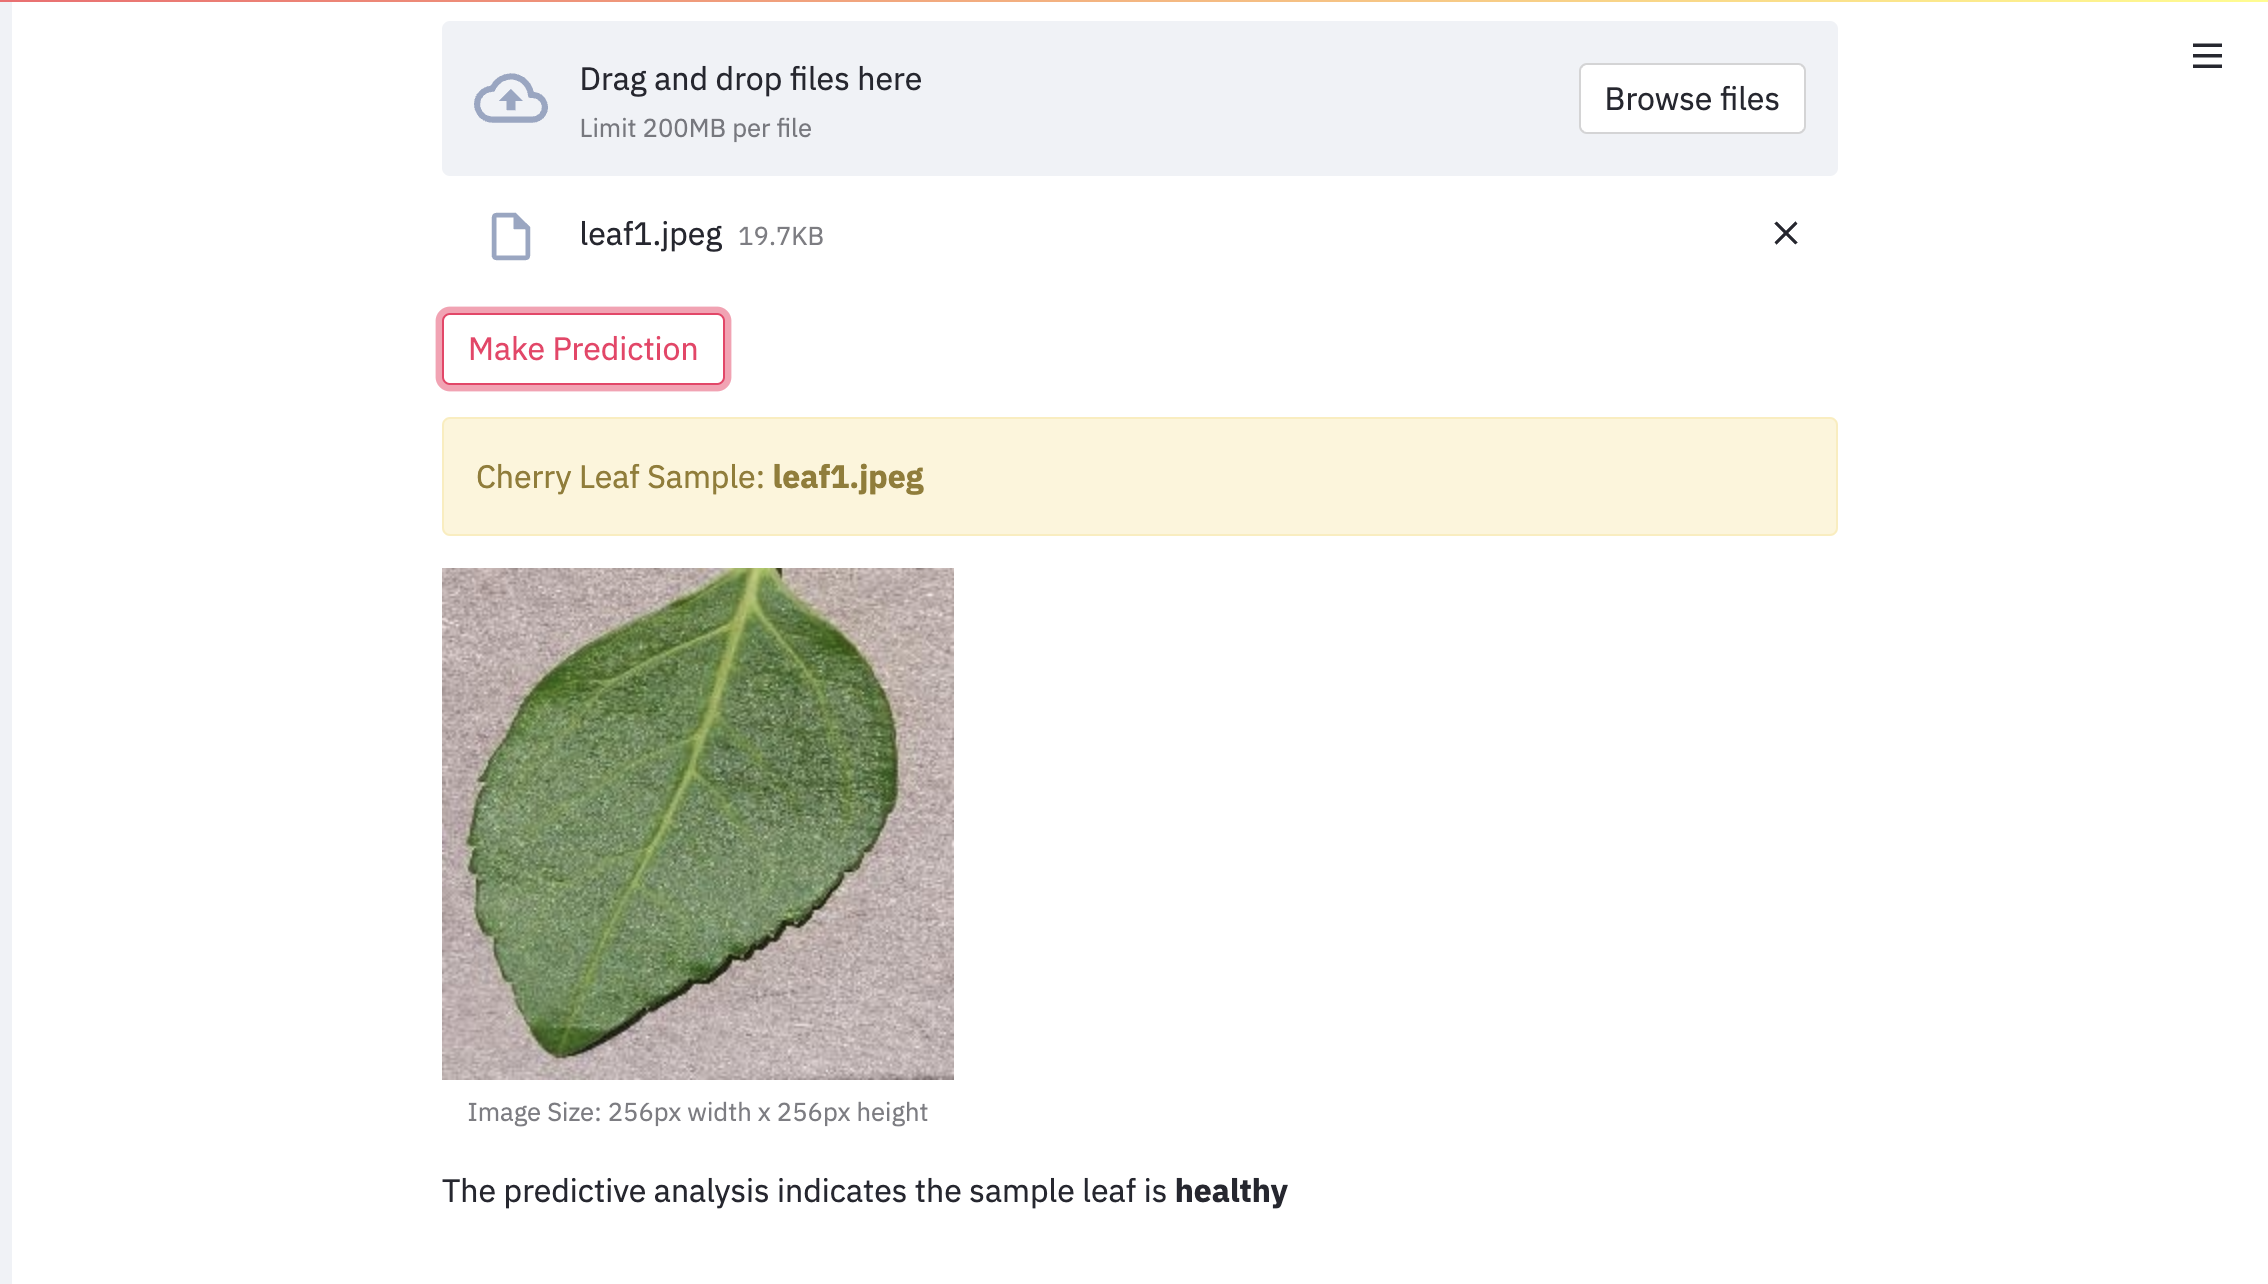 Drag and drop files here
Limit 200MB per file
Browse files
leaf1.jpeg 19.7KB
Make Prediction
Cherry Leaf Sample: leaf1.jpeg
Image Size: 256px width x 256px height
The predictive analysis indicates the sample leaf is healthy